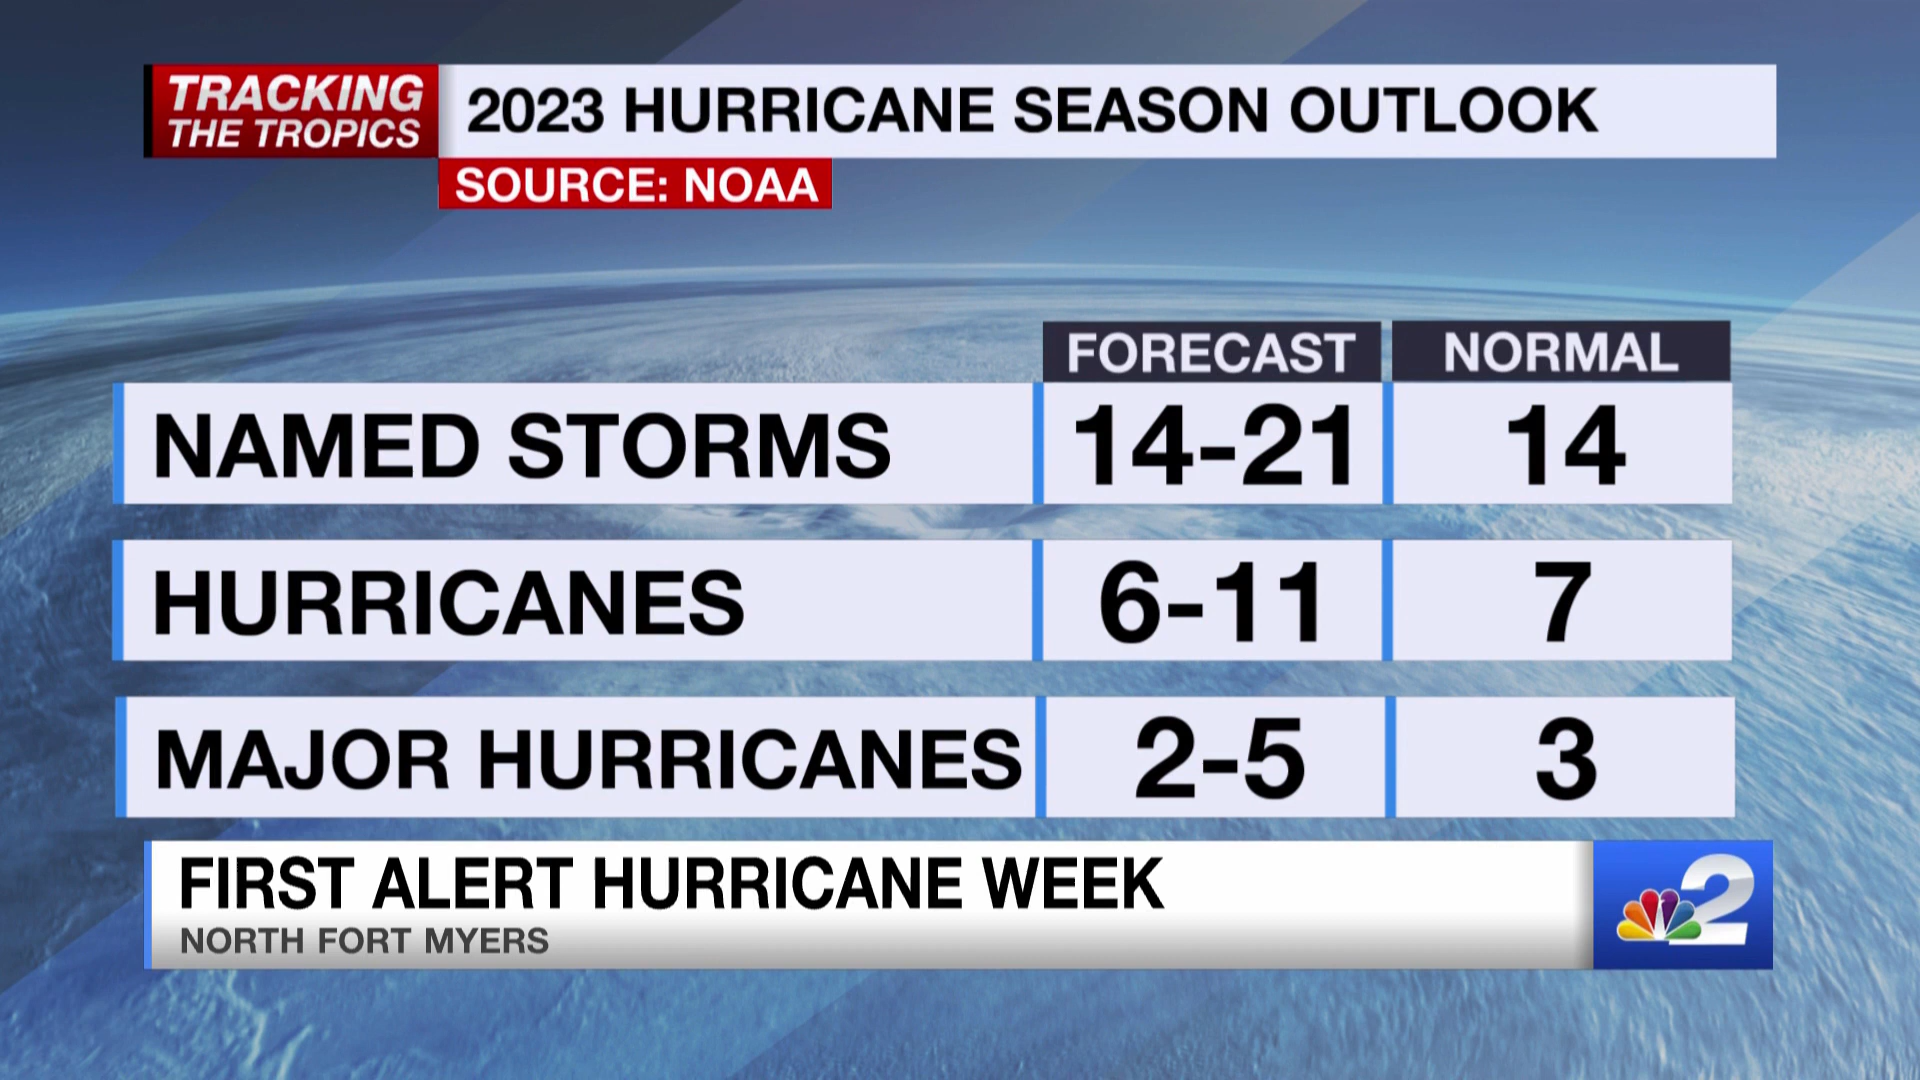 TRACKING
THE TROPICS
2023 HURRICANE SEASON OUTLOOK
SOURCE: NOAA
FORECAST NORMAL
NAMED STORMS 14-21 14
HURRICANES 6-11 7
MAJOR HURRICANES 2-5 3
FIRST ALERT HURRICANE WEEK
NORTH FORT MYERS
2